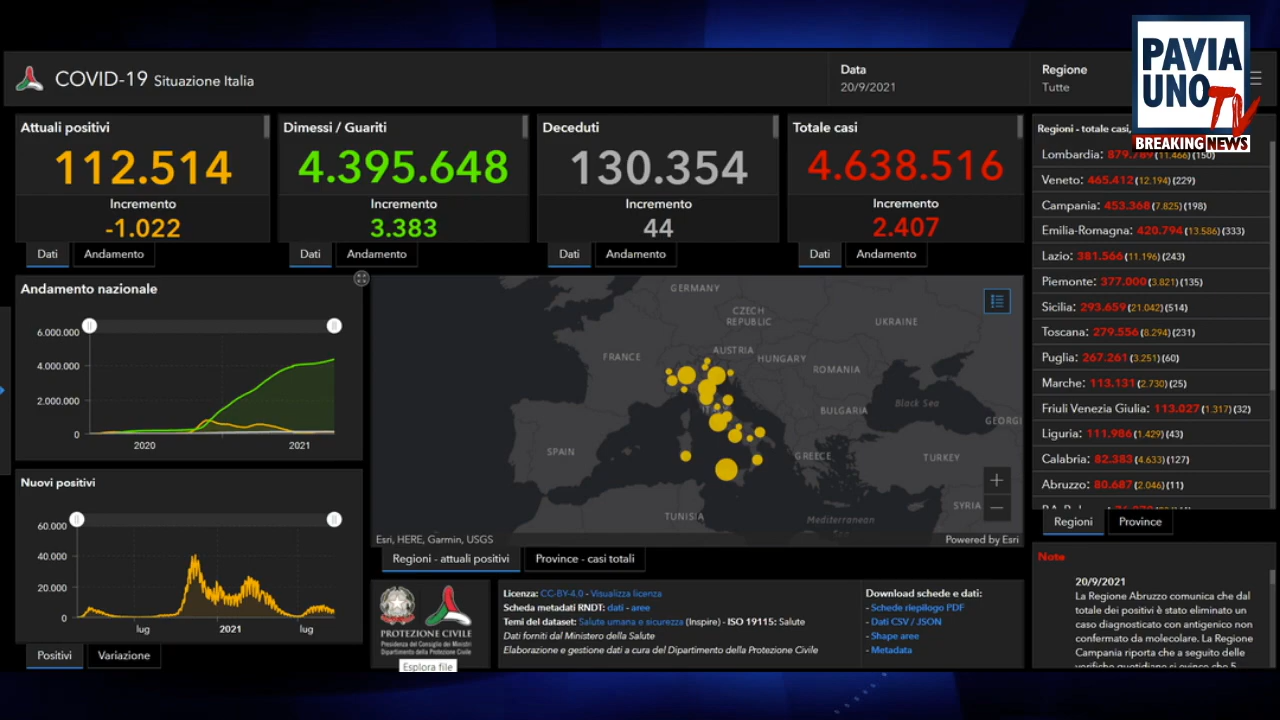 PAVIA
UNO TV
BREAKING NEWS
COVID-19 Situazione Italia
Data
20/9/2021
Regione
Tutte
Attuali positivi
112.514
Incremento
-1.022
Dati
Andamento
Dimessi / Guariti
4.395.648
Incremento
3.383
Dati
Andamento
Deceduti
130.354
Incremento
44
Dati
Andamento
Totale casi
4.638.516
Incremento
2.407
Dati
Andamento
Regioni - totale casi,
Lombardia: 879.789 (11.466) (150)
Veneto: 465.412 (12.194) (229)
Campania: 453.368 (7.825) (198)
Emilia-Romagna: 420.794 (13.586) (333)
Lazio: 381.566 (11.196) (243)
Piemonte: 377.000 (3.821) (135)
Sicilia: 293.659 (21.042) (514)
Toscana: 279.556 (8.294) (231)
Puglia: 267.261 (3.251) (60)
Marche: 113.131 (2.730) (25)
Friuli Venezia Giulia: 113.027 (1.317) (32)
Liguria: 111.986 (1.429) (43)
Calabria: 82.383 (4.633) (127)
Abruzzo: 80.687 (2.046) (11)
Regioni
Province
Andamento nazionale
6.000.000
4.000.000
2.000.000
0
2020
2021
Nuovi positivi
60.000
40.000
20.000
0
lug
2021
lug
Positivi
Variazione
GERMANY
CZECH
REPUBLIC
UKRAINE
FRANCE
AUSTRIA
HUNGARY
ROMANIA
BULGARIA
Black Sea
GEORGI
SPAIN
GREECE
TURKEY
SYRIA
TUNISIA
Mediterranean
+
−
Esri, HERE, Garmin, USGS
Powered by Esri
Regioni - attuali positivi
Province - casi totali
PROTEZIONE CIVILE
Presidenza del Consiglio dei Ministri
Dipartimento della Protezione Civile
Esplora file
Licenza: CC-BY-4.0 - Visualizza licenza
Scheda metadati RNDT: dati - aree
Temi del dataset: Salute umana e sicurezza (Inspire) - ISO 19115: Salute
Dati forniti dal Ministero della Salute
Elaborazione e gestione dati a cura del Dipartimento della Protezione Civile
Download schede e dati:
- Schede riepilogo PDF
- Dati CSV / JSON
- Shape aree
- Metadata
Note
20/9/2021
La Regione Abruzzo comunica che dal
totale dei positivi è stato eliminato un
caso diagnosticato con antigenico non
confermato da molecolare. La Regione
Campania riporta che a seguito delle
verifiche quotidiane si evince che 5